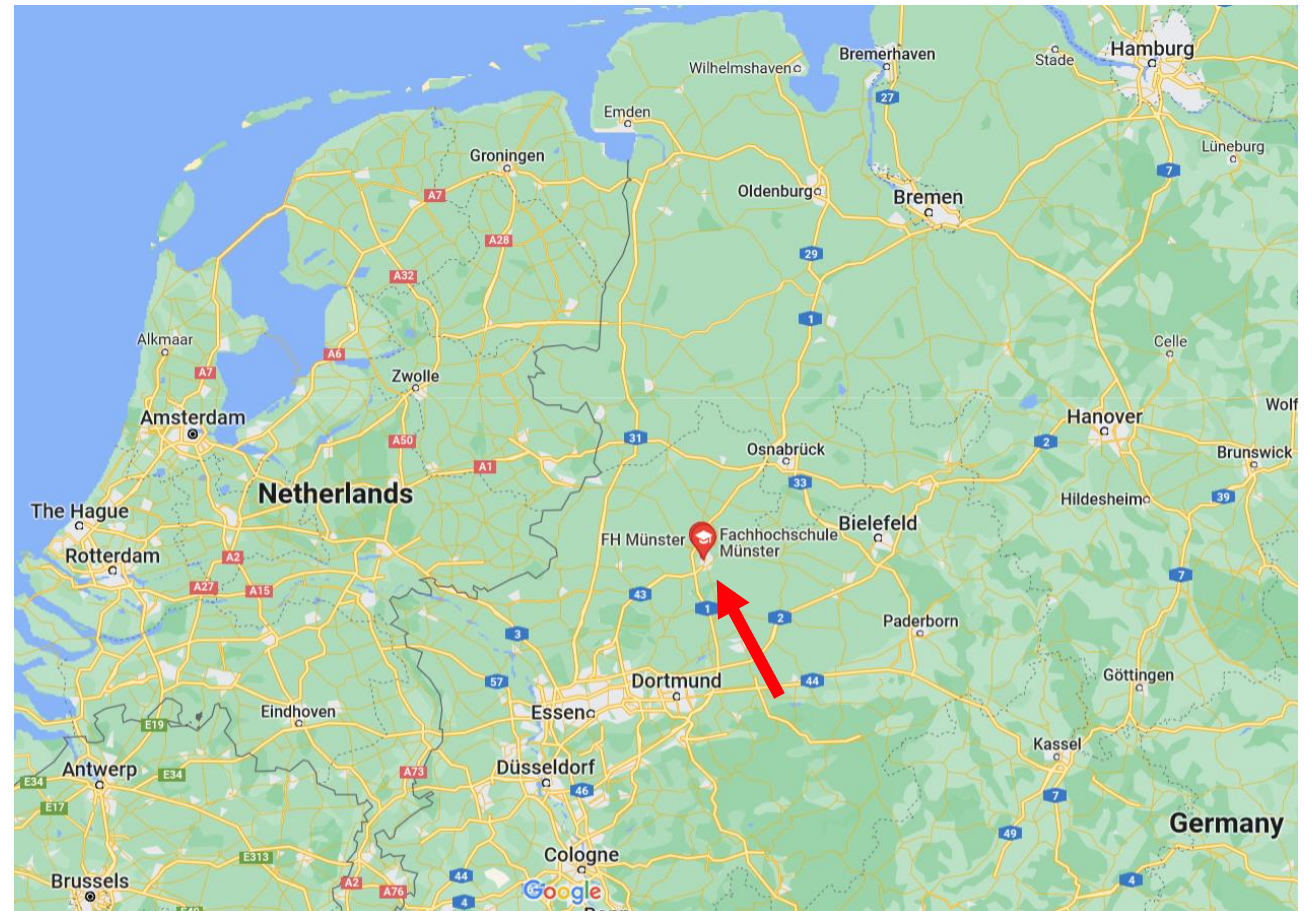 Hamburg
Bremerhaven
Stade
Wilhelmshaven
27
Emden
Lüneburg
Groningen
7
A7
Oldenburg
Bremen
A28
29
A32
1
Alkmaar
Celle
A6
A7
Zwolle
Wolf
Amsterdam
Hanover
A50
31
2
Osnabrück
Brunswick
A1
33
Netherlands
Hildesheim
39
The Hague
Bielefeld
FH Münster
Fachhochschule
Münster
Rotterdam
A2
7
A27
A15
43
1
2
Paderborn
3
Göttingen
57
Dortmund
44
Eindhoven
Essen
E19
Kassel
Antwerp
E34
E34
A73
Düsseldorf
46
7
E17
Germany
49
E313
Cologne
Brussels
A2
A76
44
4
Google
4